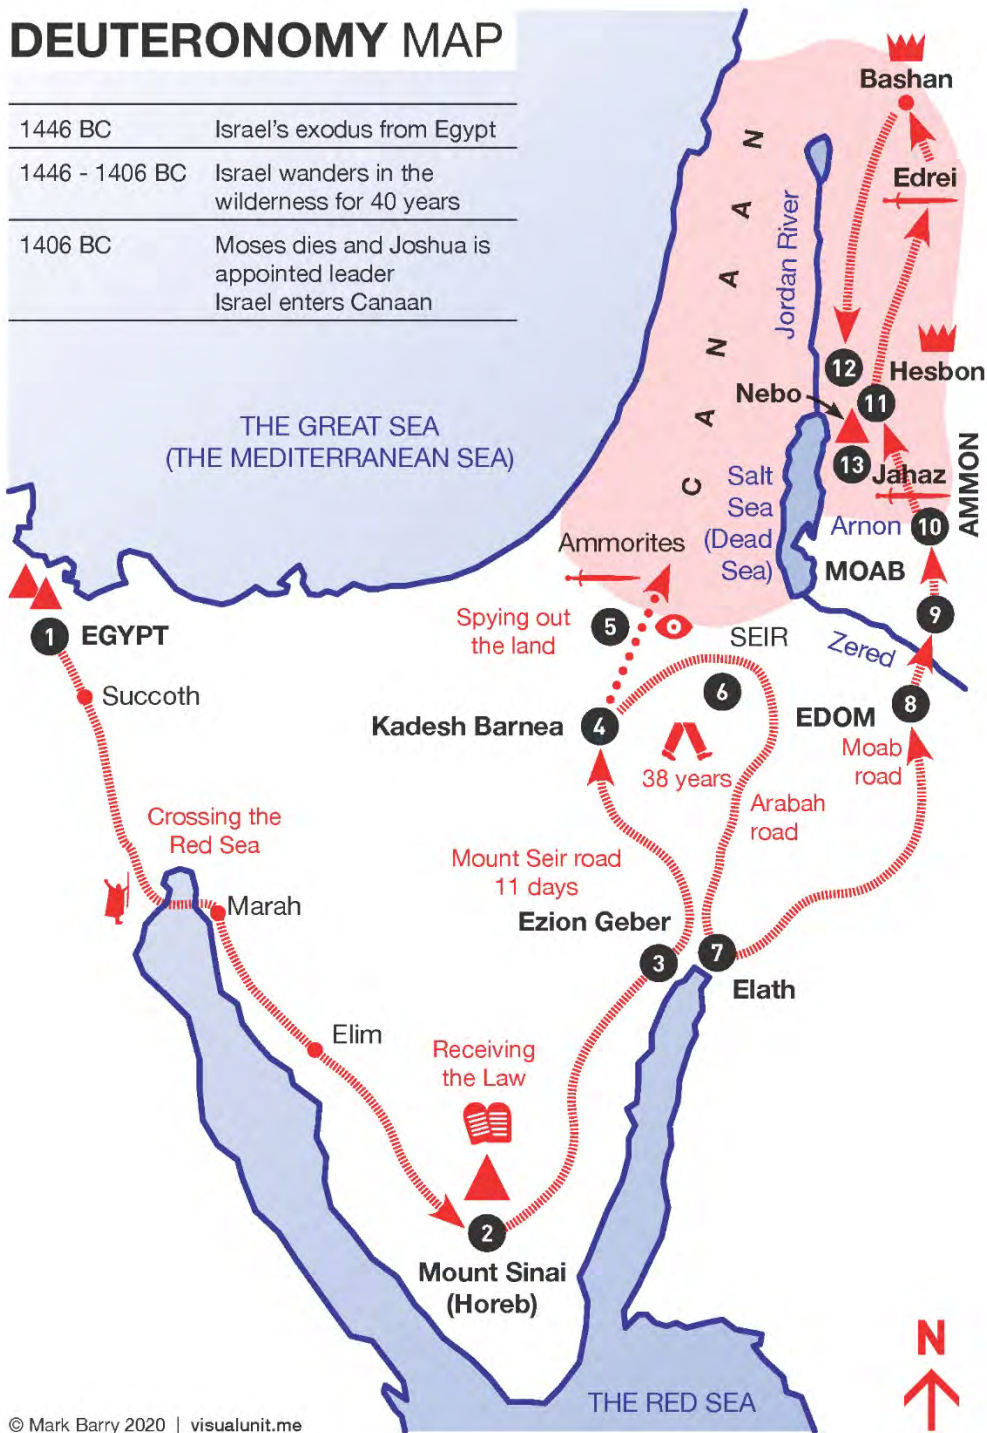 DEUTERONOMY MAP
1446 BC Israel's exodus from Egypt
1446 - 1406 BC Israel wanders in the
wilderness for 40 years
1406 BC Moses dies and Joshua is
appointed leader
Israel enters Canaan
Bashan
Edrei
CANAAN
Jordan River
12
Hesbon
Nebo
11
THE GREAT SEA
(THE MEDITERRANEAN SEA)
13
Jahaz
AMMON
Salt
Sea
(Dead
Sea)
Arnon
10
Ammorites
MOAB
Spying out
the land
5
9
1
EGYPT
SEIR
Zered
Succoth
6
8
EDOM
Kadesh Barnea
4
Moab
road
38 years
Arabah
road
Crossing the
Red Sea
Mount Seir road
11 days
Marah
Ezion Geber
3
7
Elath
Elim
Receiving
the Law
2
Mount Sinai
(Horeb)
N
THE RED SEA
© Mark Barry 2020 | visualunit.me